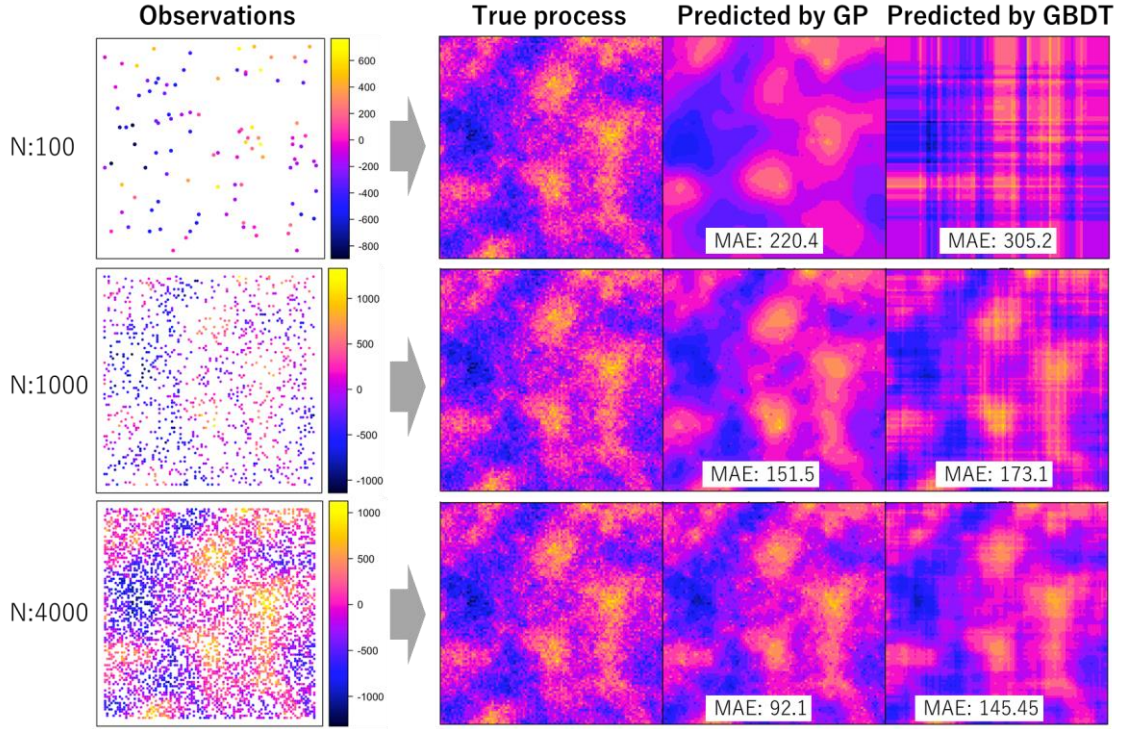 Observations
True process
Predicted by GP
Predicted by GBDT
N:100
600
400
200
0
-200
-400
-600
-800
MAE: 220.4
MAE: 305.2
N:1000
1000
500
0
-500
-1000
MAE: 151.5
MAE: 173.1
N:4000
1000
500
0
-500
-1000
MAE: 92.1
MAE: 145.45